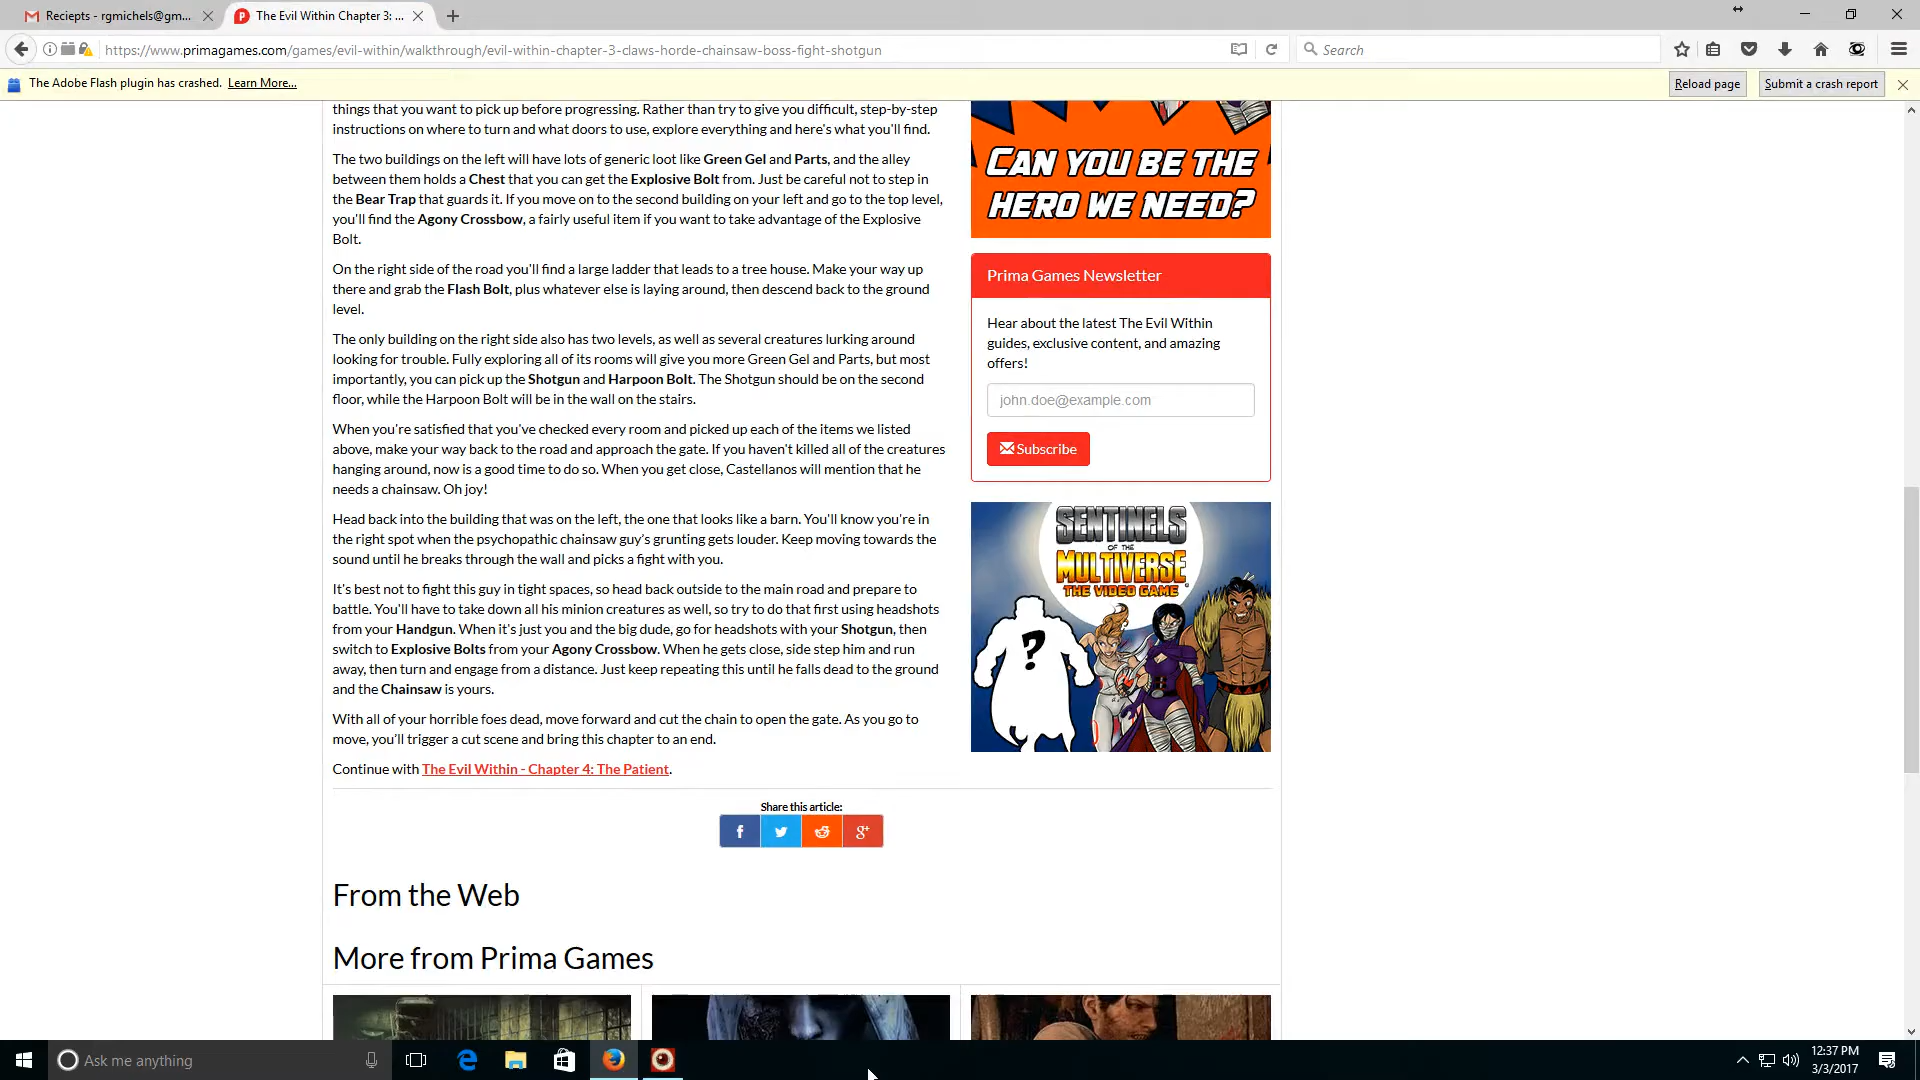 Reciepts - rgmichels@gm...
The Evil Within Chapter 3: ...
https://www.primagames.com/games/evil-within/walkthrough/evil-within-chapter-3-claws-horde-chainsaw-boss-fight-shotgun
Search
The Adobe Flash plugin has crashed. Learn More...
Reload page
Submit a crash report
things that you want to pick up before progressing. Rather than try to give you difficult, step-by-step
instructions on where to turn and what doors to use, explore everything and here's what you'll find.
The two buildings on the left will have lots of generic loot like Green Gel and Parts, and the alley
between them holds a Chest that you can get the Explosive Bolt from. Just be careful not to step in
the Bear Trap that guards it. If you move on to the second building on your left and go to the top level,
you'll find the Agony Crossbow, a fairly useful item if you want to take advantage of the Explosive
Bolt.
On the right side of the road you'll find a large ladder that leads to a tree house. Make your way up
there and grab the Flash Bolt, plus whatever else is laying around, then descend back to the ground
level.
The only building on the right side also has two levels, as well as several creatures lurking around
looking for trouble. Fully exploring all of its rooms will give you more Green Gel and Parts, but most
importantly, you can pick up the Shotgun and Harpoon Bolt. The Shotgun should be on the second
floor, while the Harpoon Bolt will be in the wall on the stairs.
When you're satisfied that you've checked every room and picked up each of the items we listed
above, make your way back to the road and approach the gate. If you haven't killed all of the creatures
hanging around, now is a good time to do so. When you get close, Castellanos will mention that he
needs a chainsaw. Oh joy!
Head back into the building that was on the left, the one that looks like a barn. You'll know you're in
the right spot when the psychopathic chainsaw guy's grunting gets louder. Keep moving towards the
sound until he breaks through the wall and picks a fight with you.
It's best not to fight this guy in tight spaces, so head back outside to the main road and prepare to
battle. You'll have to take down all his minion creatures as well, so try to do that first using headshots
from your Handgun. When it's just you and the big dude, go for headshots with your Shotgun, then
switch to Explosive Bolts from your Agony Crossbow. When he gets close, side step him and run
away, then turn and engage from a distance. Just keep repeating this until he falls dead to the ground
and the Chainsaw is yours.
With all of your horrible foes dead, move forward and cut the chain to open the gate. As you go to
move, you'll trigger a cut scene and bring this chapter to an end.
Continue with The Evil Within - Chapter 4: The Patient.
CAN YOU BE THE
HERO WE NEED?
Prima Games Newsletter
Hear about the latest The Evil Within
guides, exclusive content, and amazing
offers!
john.doe@example.com
Subscribe
SENTINELS
OF THE
MULTIVERSE
THE VIDEO GAME
?
Share this article:
From the Web
More from Prima Games
Ask me anything
12:37 PM
3/3/2017